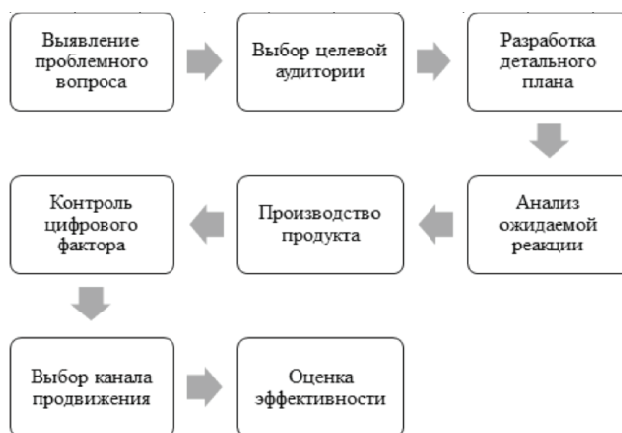 Выявление
проблемного
вопроса
Выбор целевой
аудитории
Разработка
детального
плана
Анализ
ожидаемой
реакции
Производство
продукта
Контроль
цифрового
фактора
Выбор канала
продвижения
Оценка
эффективности